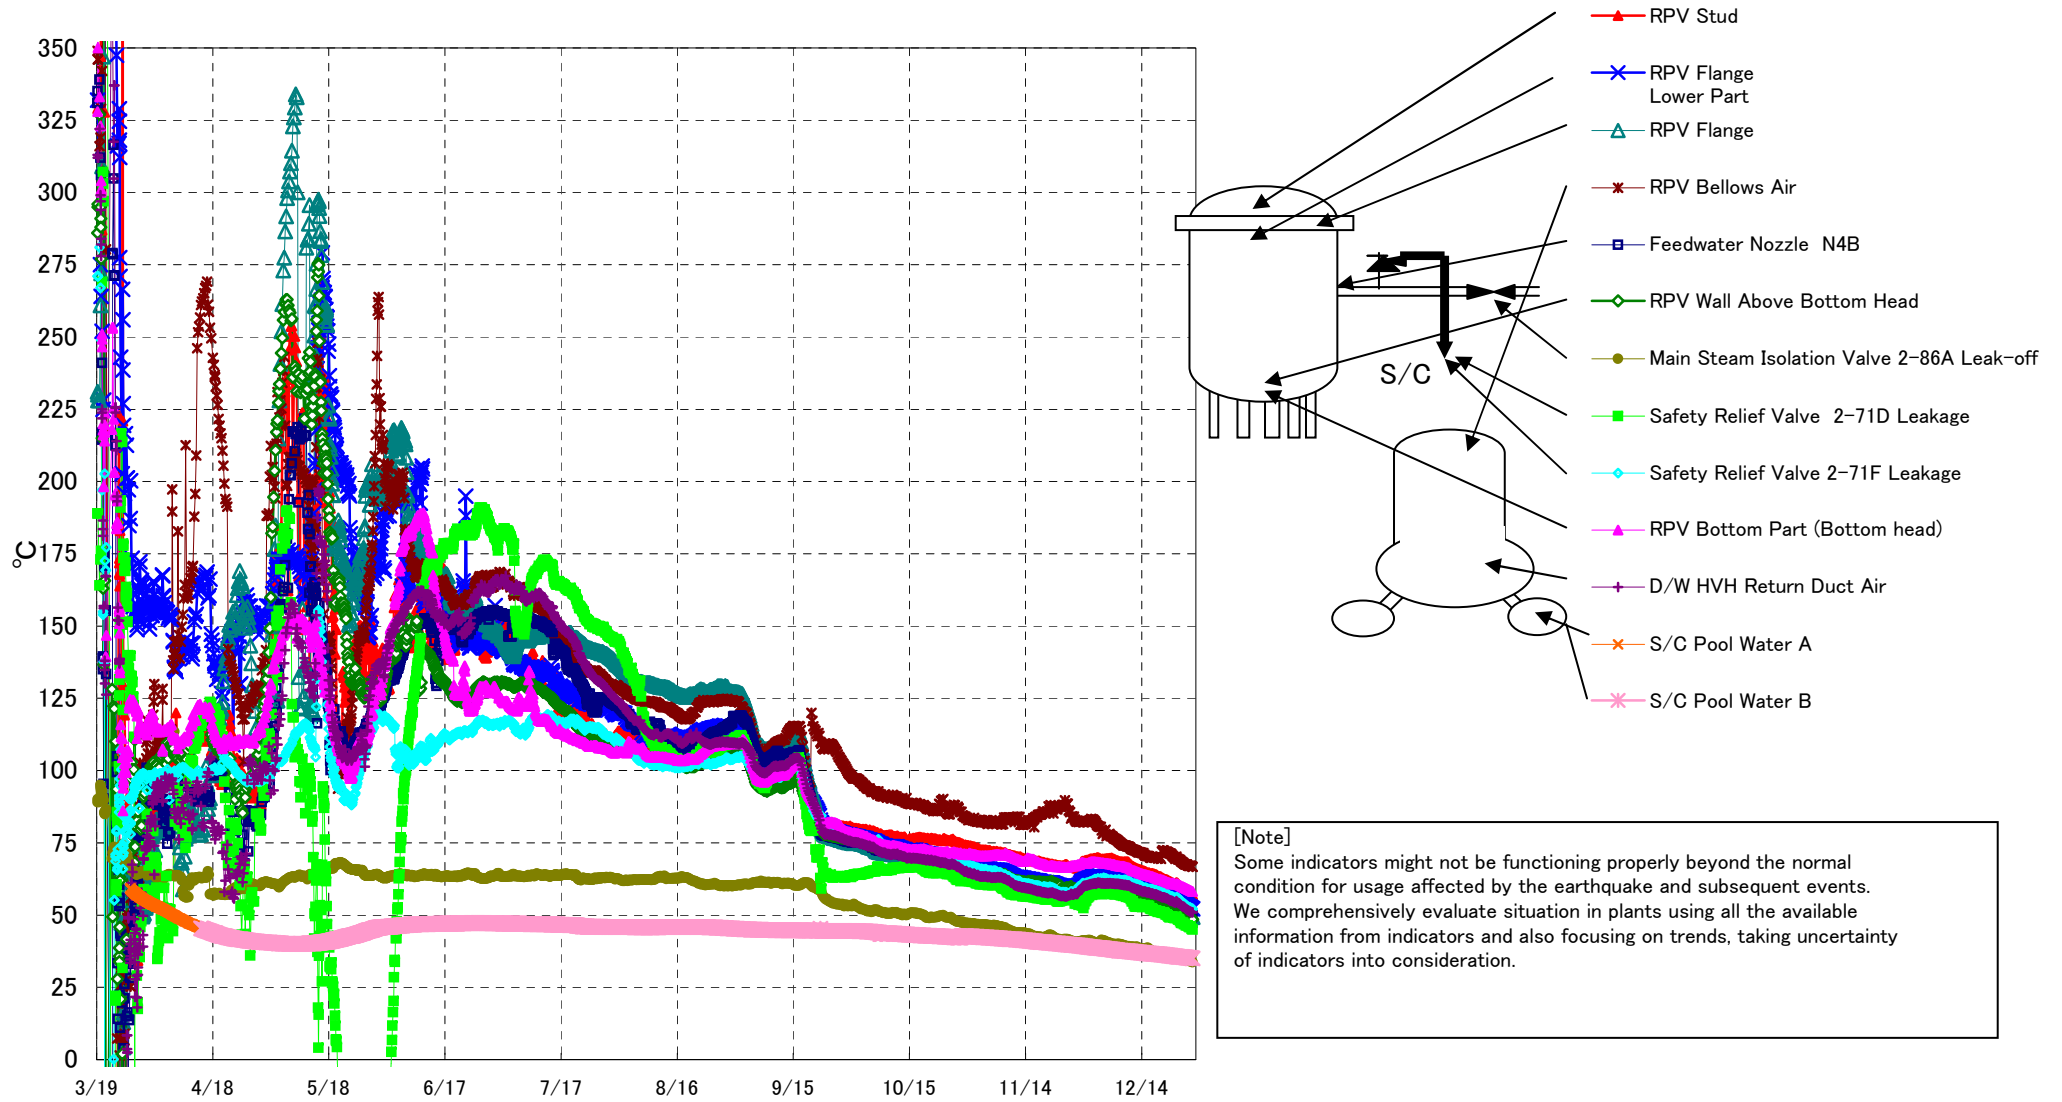 350
325
300
275
250
225
200
175
150
125
100
75
50
25
0
℃
3/19 4/18 5/18 6/17 7/17 8/16 9/15 10/15 11/14 12/14
RPV Stud
RPV Flange
Lower Part
RPV Flange
RPV Bellows Air
Feedwater Nozzle N4B
RPV Wall Above Bottom Head
Main Steam Isolation Valve 2-86A Leak-off
Safety Relief Valve 2-71D Leakage
Safety Relief Valve 2-71F Leakage
RPV Bottom Part (Bottom head)
D/W HVH Return Duct Air
S/C Pool Water A
S/C Pool Water B
S/C
[Note]
Some indicators might not be functioning properly beyond the normal
condition for usage affected by the earthquake and subsequent events.
We comprehensively evaluate situation in plants using all the available
information from indicators and also focusing on trends, taking uncertainty
of indicators into consideration.